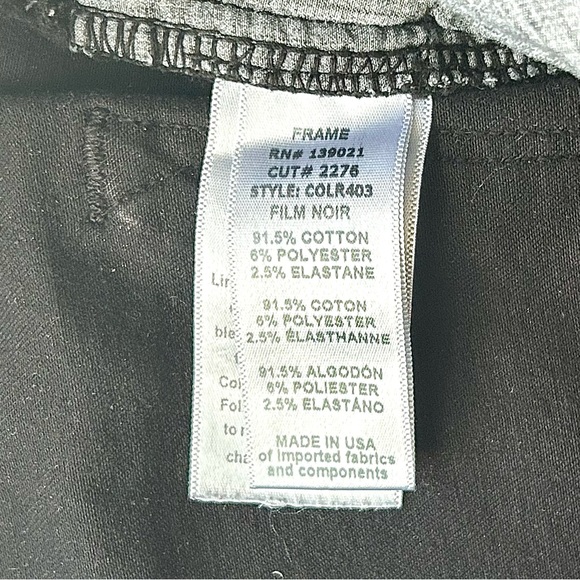 FRAME
RN# 139021
CUT# 2276
STYLE: COLR403
FILM NOIR
91.5% COTTON
6% POLYESTER
2.5% ELASTANE
91.5% COTON
6% POLYESTER
2.5% ÉLASTHANNE
91.5% ALGODÓN
6% POLIESTER
2.5% ELASTÁNO
MADE IN USA
of imported fabrics
and components